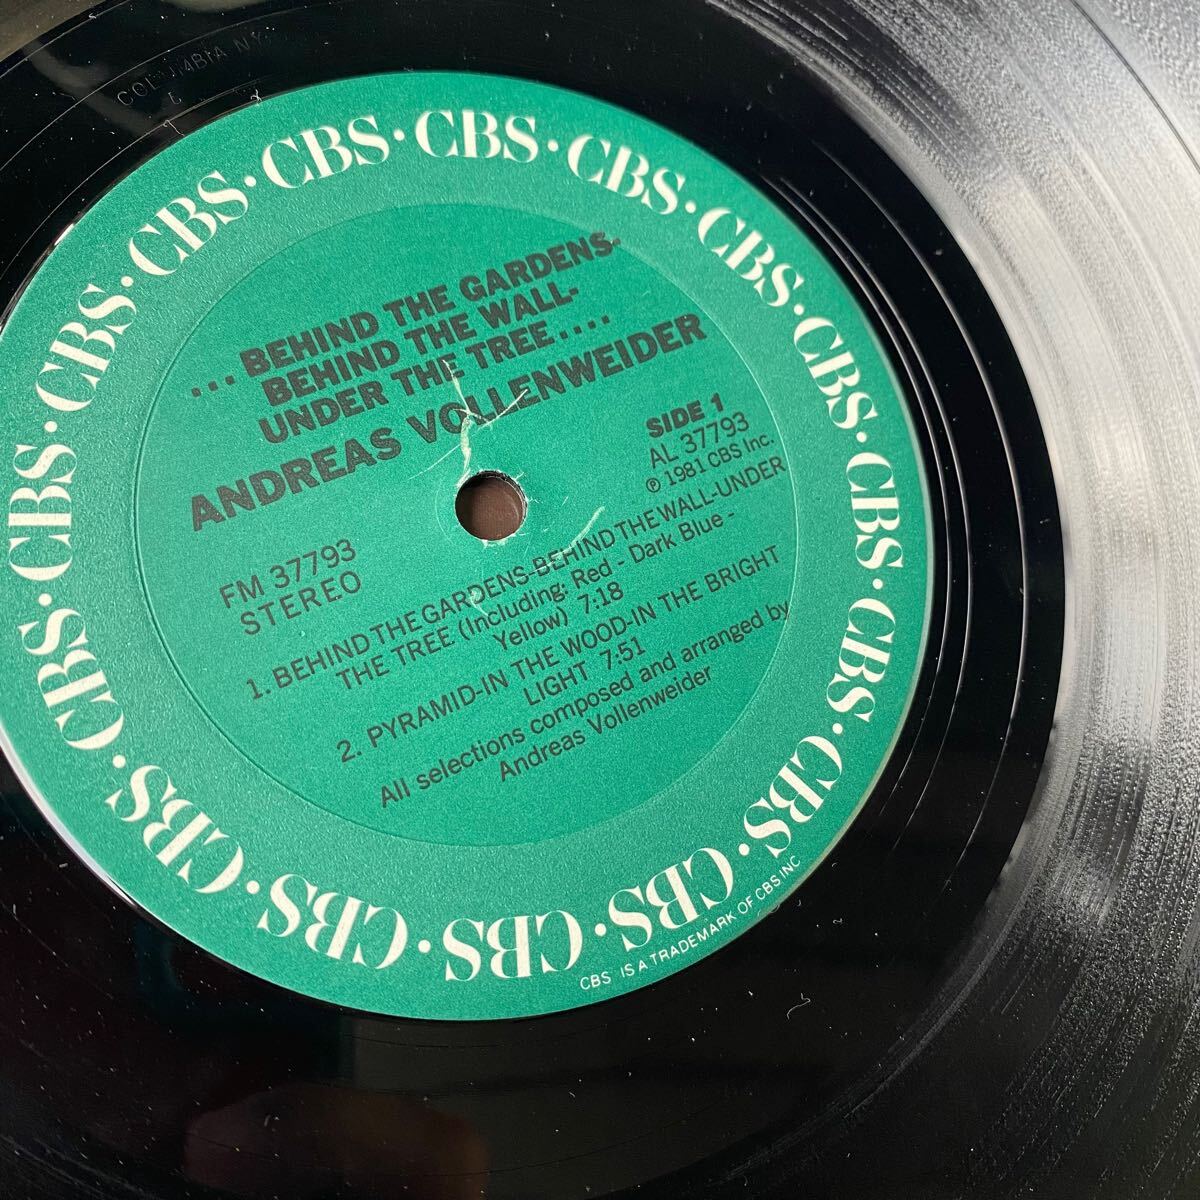 COLUMBIA NY
CBS·CBS·CBS·CBS·CBS·CBS·CBS·CBS·CBS·CBS·CBS·CBS·CBS·CBS·CBS·CBS·CBS·CBS
...BEHIND THE GARDENS-
BEHIND THE WALL-
UNDER THE TREE....
ANDREAS VOLLENWEIDER
SIDE 1
AL 37793
℗ 1981 CBS Inc.
FM 37793
STEREO
1. BEHIND THE GARDENS-BEHIND THE WALL-UNDER
THE TREE (Including: Red - Dark Blue -
Yellow) 7:18
2. PYRAMID-IN THE WOOD-IN THE BRIGHT
LIGHT 7:51
All selections composed and arranged by
Andreas Vollenweider
CBS IS A TRADEMARK OF CBS INC